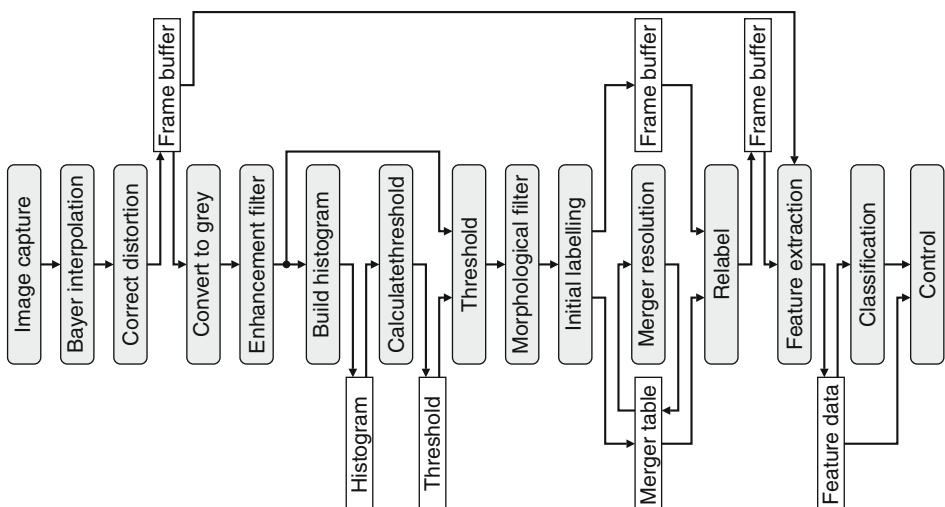 Image capture
Bayer interpolation
Correct distortion
Frame buffer
Convert to grey
Enhancement filter
Build histogram
Histogram
Calculatethreshold
Threshold
Threshold
Morphological filter
Initial labelling
Frame buffer
Merger resolution
Merger table
Relabel
Frame buffer
Feature extraction
Feature data
Classification
Control